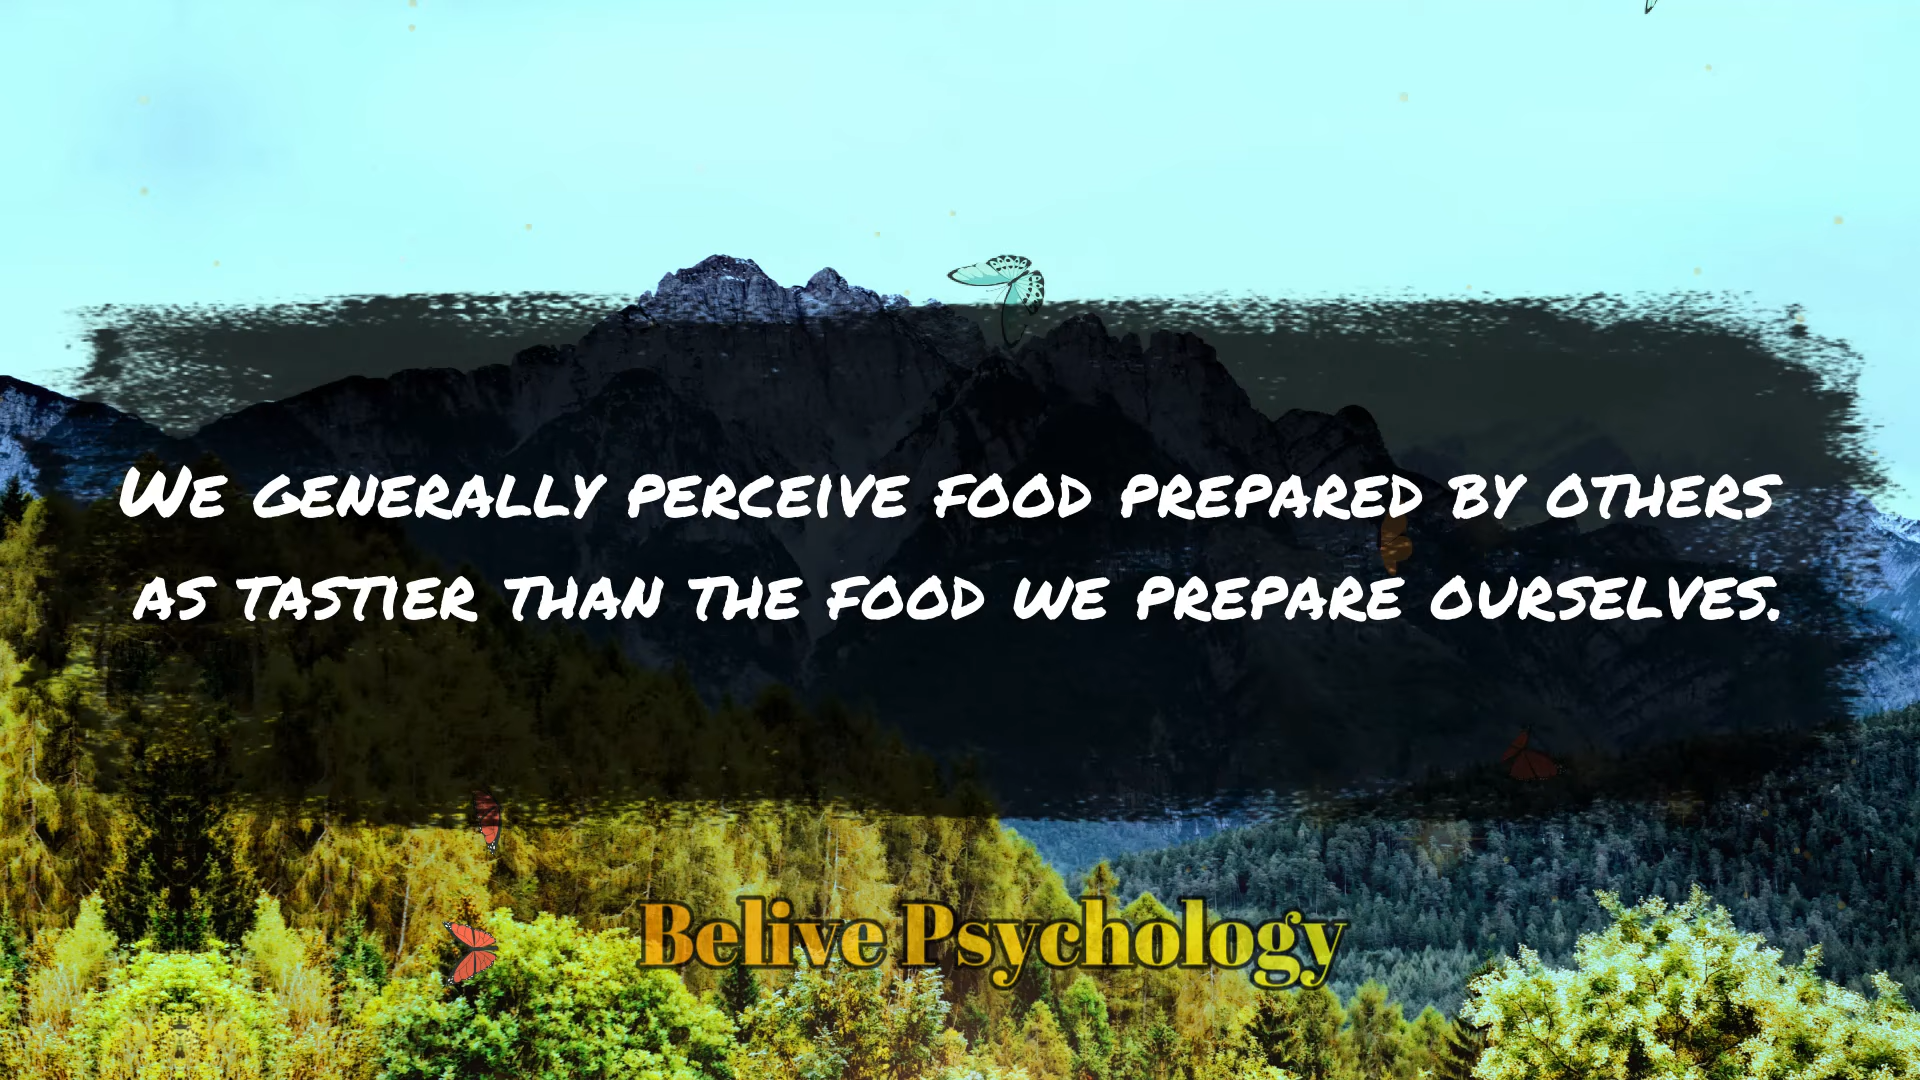 We generally perceive food prepared by others
as tastier than the food we prepare ourselves.
Belive Psychology